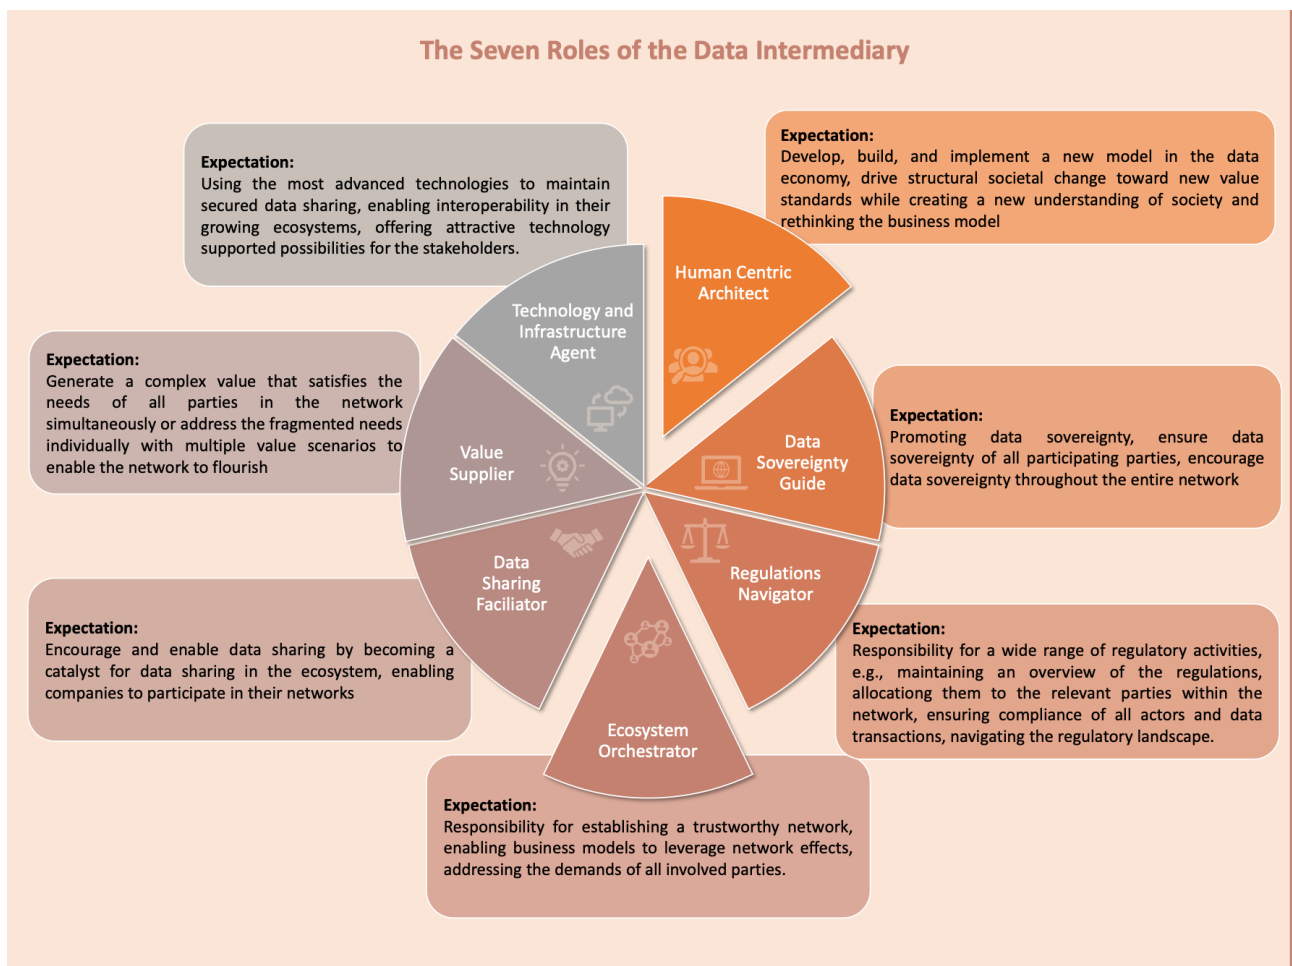 The Seven Roles of the Data Intermediary
Expectation:
Develop, build, and implement a new model in the data
economy, drive structural societal change toward new value
standards while creating a new understanding of society and
rethinking the business model
Human Centric
Architect
Expectation:
Promoting data sovereignty, ensure data
sovereignty of all participating parties, encourage
data sovereignty throughout the entire network
Data
Sovereignty
Guide
Expectation:
Responsibility for a wide range of regulatory activities,
e.g., maintaining an overview of the regulations,
allocationg them to the relevant parties within the
network, ensuring compliance of all actors and data
transactions, navigating the regulatory landscape.
Regulations
Navigator
Ecosystem
Orchestrator
Expectation:
Responsibility for establishing a trustworthy network,
enabling business models to leverage network effects,
addressing the demands of all involved parties.
Data
Sharing
Faciliator
Expectation:
Encourage and enable data sharing by becoming a
catalyst for data sharing in the ecosystem, enabling
companies to participate in their networks
Value
Supplier
Expectation:
Generate a complex value that satisfies the
needs of all parties in the network
simultaneously or address the fragmented needs
individually with multiple value scenarios to
enable the network to flourish
Technology and
Infrastructure
Agent
Expectation:
Using the most advanced technologies to maintain
secured data sharing, enabling interoperability in their
growing ecosystems, offering attractive technology
supported possibilities for the stakeholders.